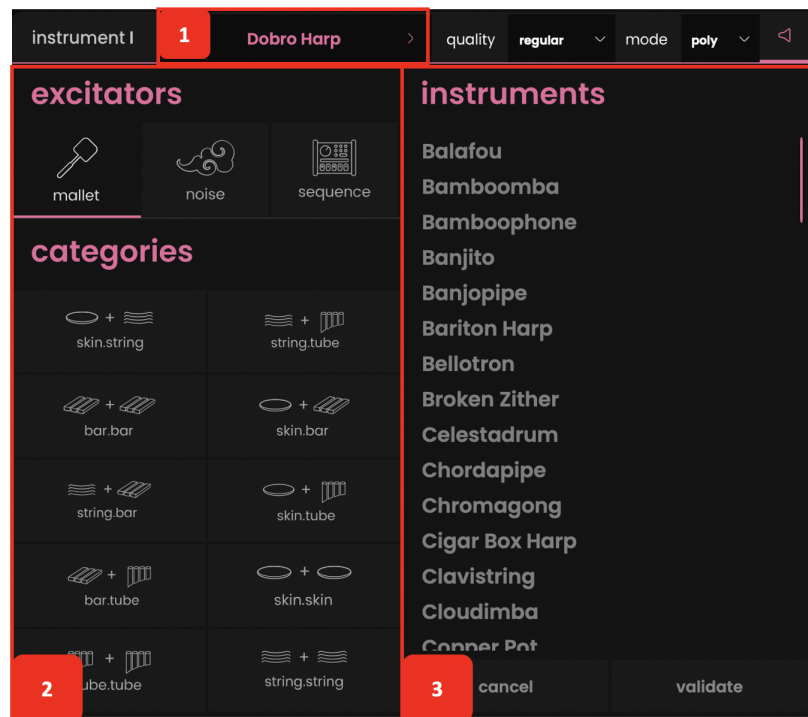 instrument I 1 Dobro Harp quality regular mode poly
excitators
mallet noise sequence
categories
skin.string string.tube
bar.bar skin.bar
string.bar skin.tube
bar.tube skin.skin
ube.tube string.string
2
instruments
Balafou
Bamboomba
Bamboophone
Banjito
Banjopipe
Bariton Harp
Bellotron
Broken Zither
Celestadrum
Chordapipe
Chromagong
Cigar Box Harp
Clavistring
Cloudimba
Copper Pot
3 cancel validate